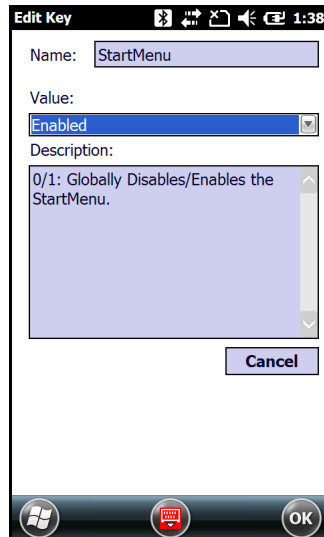 Edit Key 1:38
Name: StartMenu
Value:
Enabled
Description:
0/1: Globally Disables/Enables the
StartMenu.
Cancel
OK